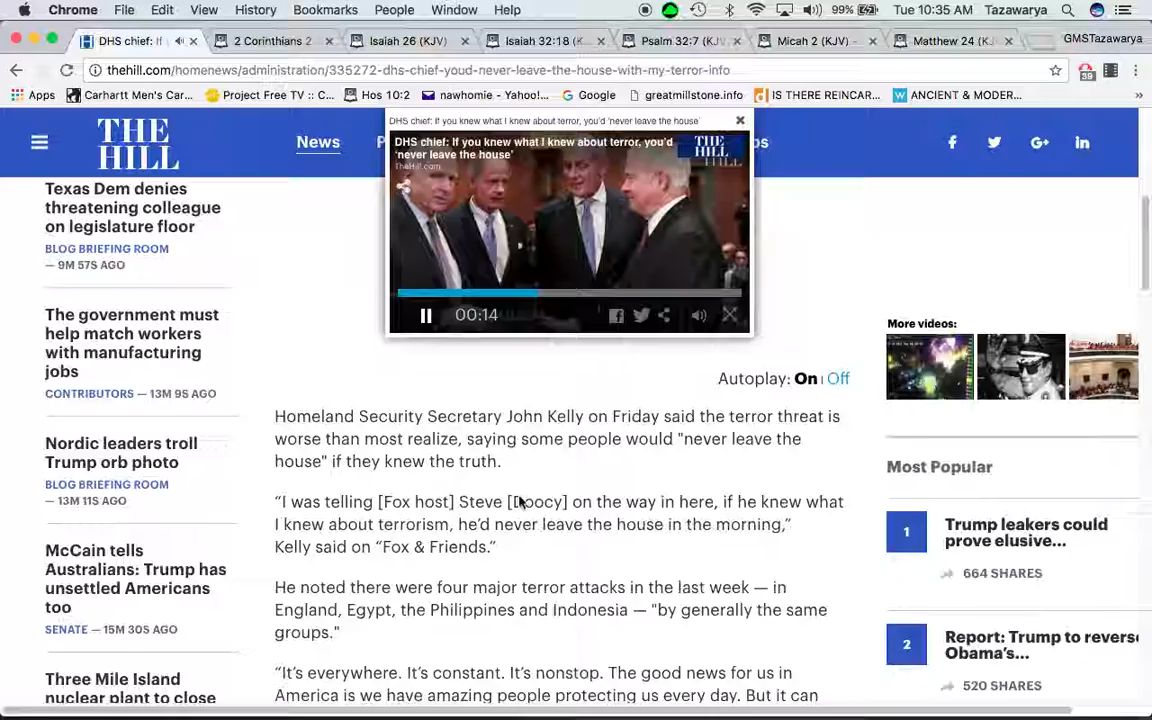 Chrome File Edit View History Bookmarks People Window Help 99% Tue 10:35 AM Tazawarya
DHS chief: If 2 Corinthians 2 Isaiah 26 (KJV) Isaiah 32:18 (K Psalm 32:7 (KJV) Micah 2 (KJV) - Matthew 24 (KJ GMSTazawarya
thehill.com/homenews/administration/335272-dhs-chief-youd-never-leave-the-house-with-my-terror-info 39
Apps Carhartt Men's Car... Project Free TV :: C... Hos 10:2 nawhomie - Yahoo!... Google greatmillstone.info IS THERE REINCAR... ANCIENT & MODER... »
THE
HILL
News
P
os
f G+ in
DHS chief: If you knew what I knew about terror, you'd 'never leave the house'
DHS chief: If you knew what I knew about terror, you'd
'never leave the house'
TheHill.com
THE
HILL
00:14
Texas Dem denies
threatening colleague
on legislature floor
BLOG BRIEFING ROOM
— 9M 57S AGO
The government must
help match workers
with manufacturing
jobs
CONTRIBUTORS — 13M 9S AGO
Nordic leaders troll
Trump orb photo
BLOG BRIEFING ROOM
— 13M 11S AGO
McCain tells
Australians: Trump has
unsettled Americans
too
SENATE — 15M 30S AGO
Three Mile Island
nuclear plant to close
Autoplay: On | Off
Homeland Security Secretary John Kelly on Friday said the terror threat is
worse than most realize, saying some people would "never leave the
house" if they knew the truth.
“I was telling [Fox host] Steve [Doocy] on the way in here, if he knew what
I knew about terrorism, he’d never leave the house in the morning,”
Kelly said on “Fox & Friends.”
He noted there were four major terror attacks in the last week — in
England, Egypt, the Philippines and Indonesia — "by generally the same
groups."
“It’s everywhere. It’s constant. It’s nonstop. The good news for us in
America is we have amazing people protecting us every day. But it can
More videos:
Most Popular
1 Trump leakers could
prove elusive...
664 SHARES
2 Report: Trump to reverse
Obama’s...
520 SHARES